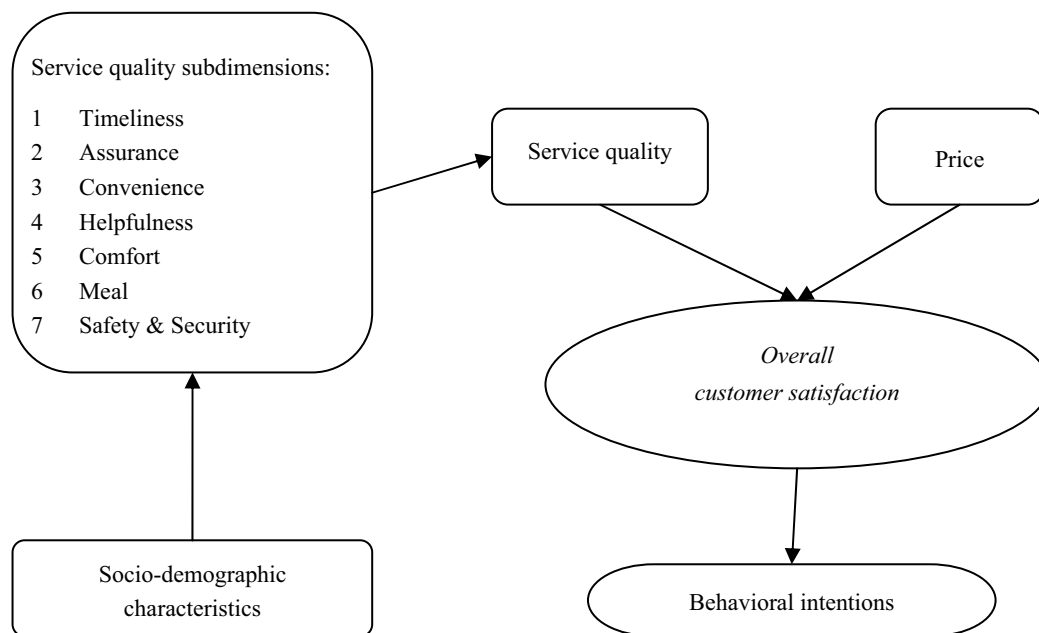 Service quality subdimensions:
1 Timeliness
2 Assurance
3 Convenience
4 Helpfulness
5 Comfort
6 Meal
7 Safety & Security
Service quality
Price
Overall
customer satisfaction
Socio-demographic
characteristics
Behavioral intentions